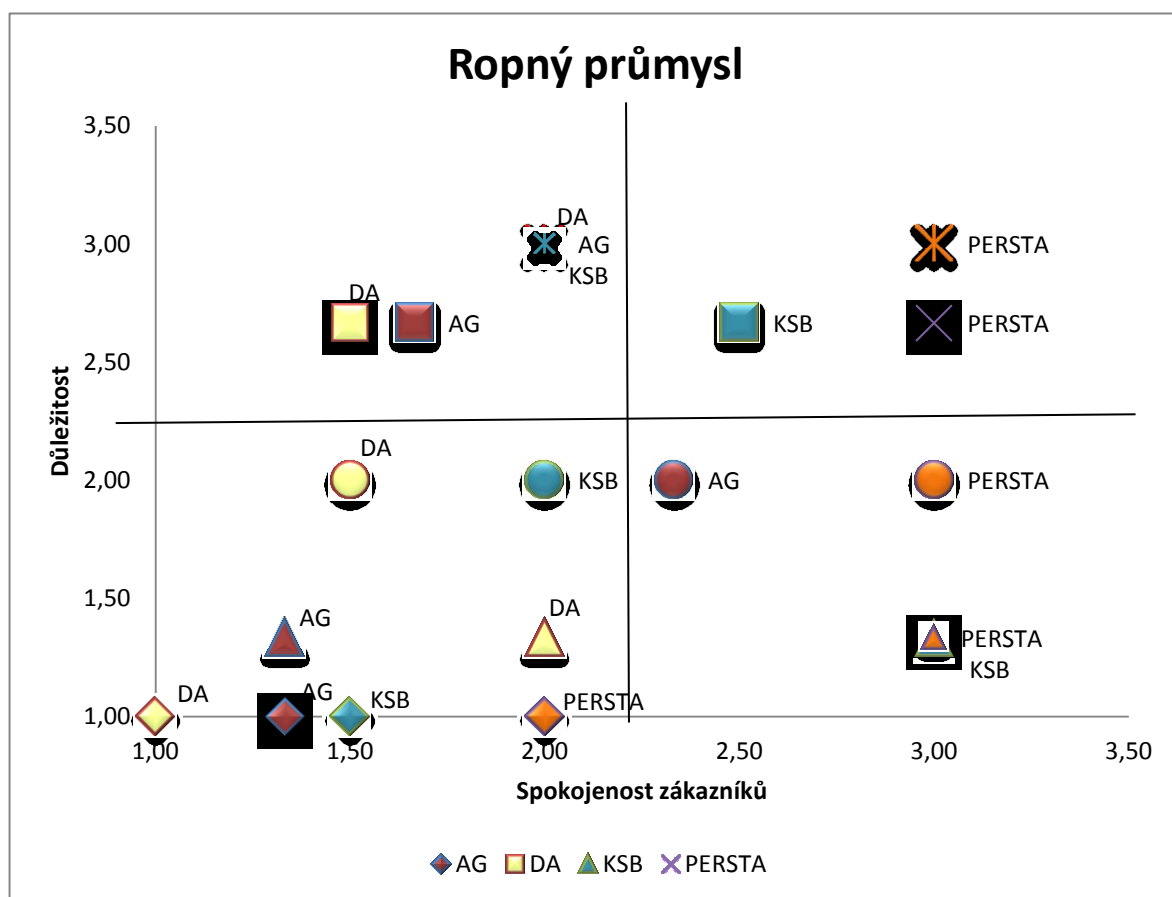 Ropný průmysl
3,50
DA
3,00
AG
PERSTA
KSB
DA
AG
KSB
PERSTA
2,50
Důležitost
DA
2,00
KSB
AG
PERSTA
1,50
AG
DA
PERSTA
KSB
DA
AG
KSB
PERSTA
1,00
1,00
1,50
2,00
2,50
3,00
3,50
Spokojenost zákazníků
AG
DA
KSB
PERSTA